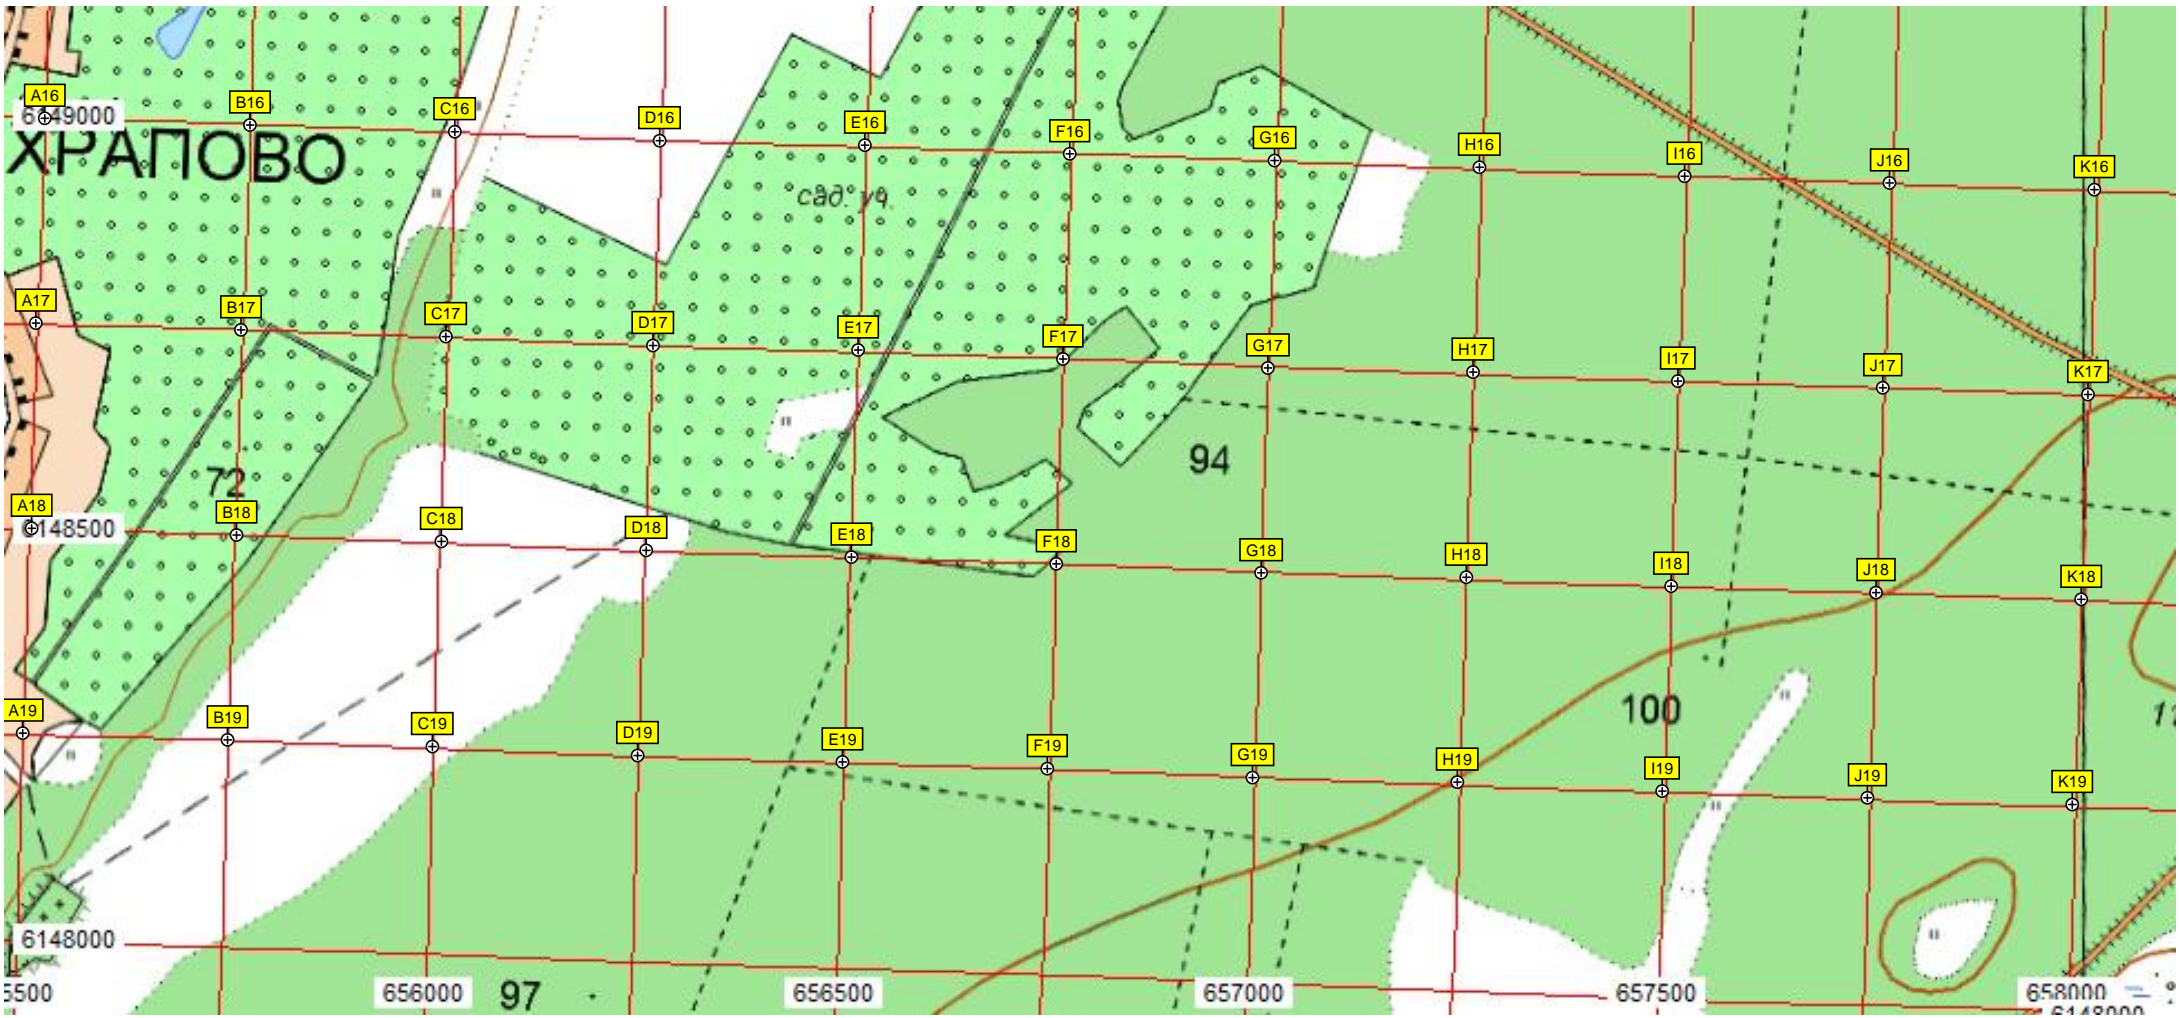 A16 B16 C16 D16 E16 F16 G16 H16 I16 J16 K16
6149000
ХРАПОВО
сад. уч.
A17 B17 C17 D17 E17 F17 G17 H17 I17 J17 K17
94
72
A18 B18 C18 D18 E18 F18 G18 H18 I18 J18 K18
6148500
100
A19 B19 C19 D19 E19 F19 G19 H19 I19 J19 K19
6148000
5500 656000 97 656500 657000 657500 658000
6148000